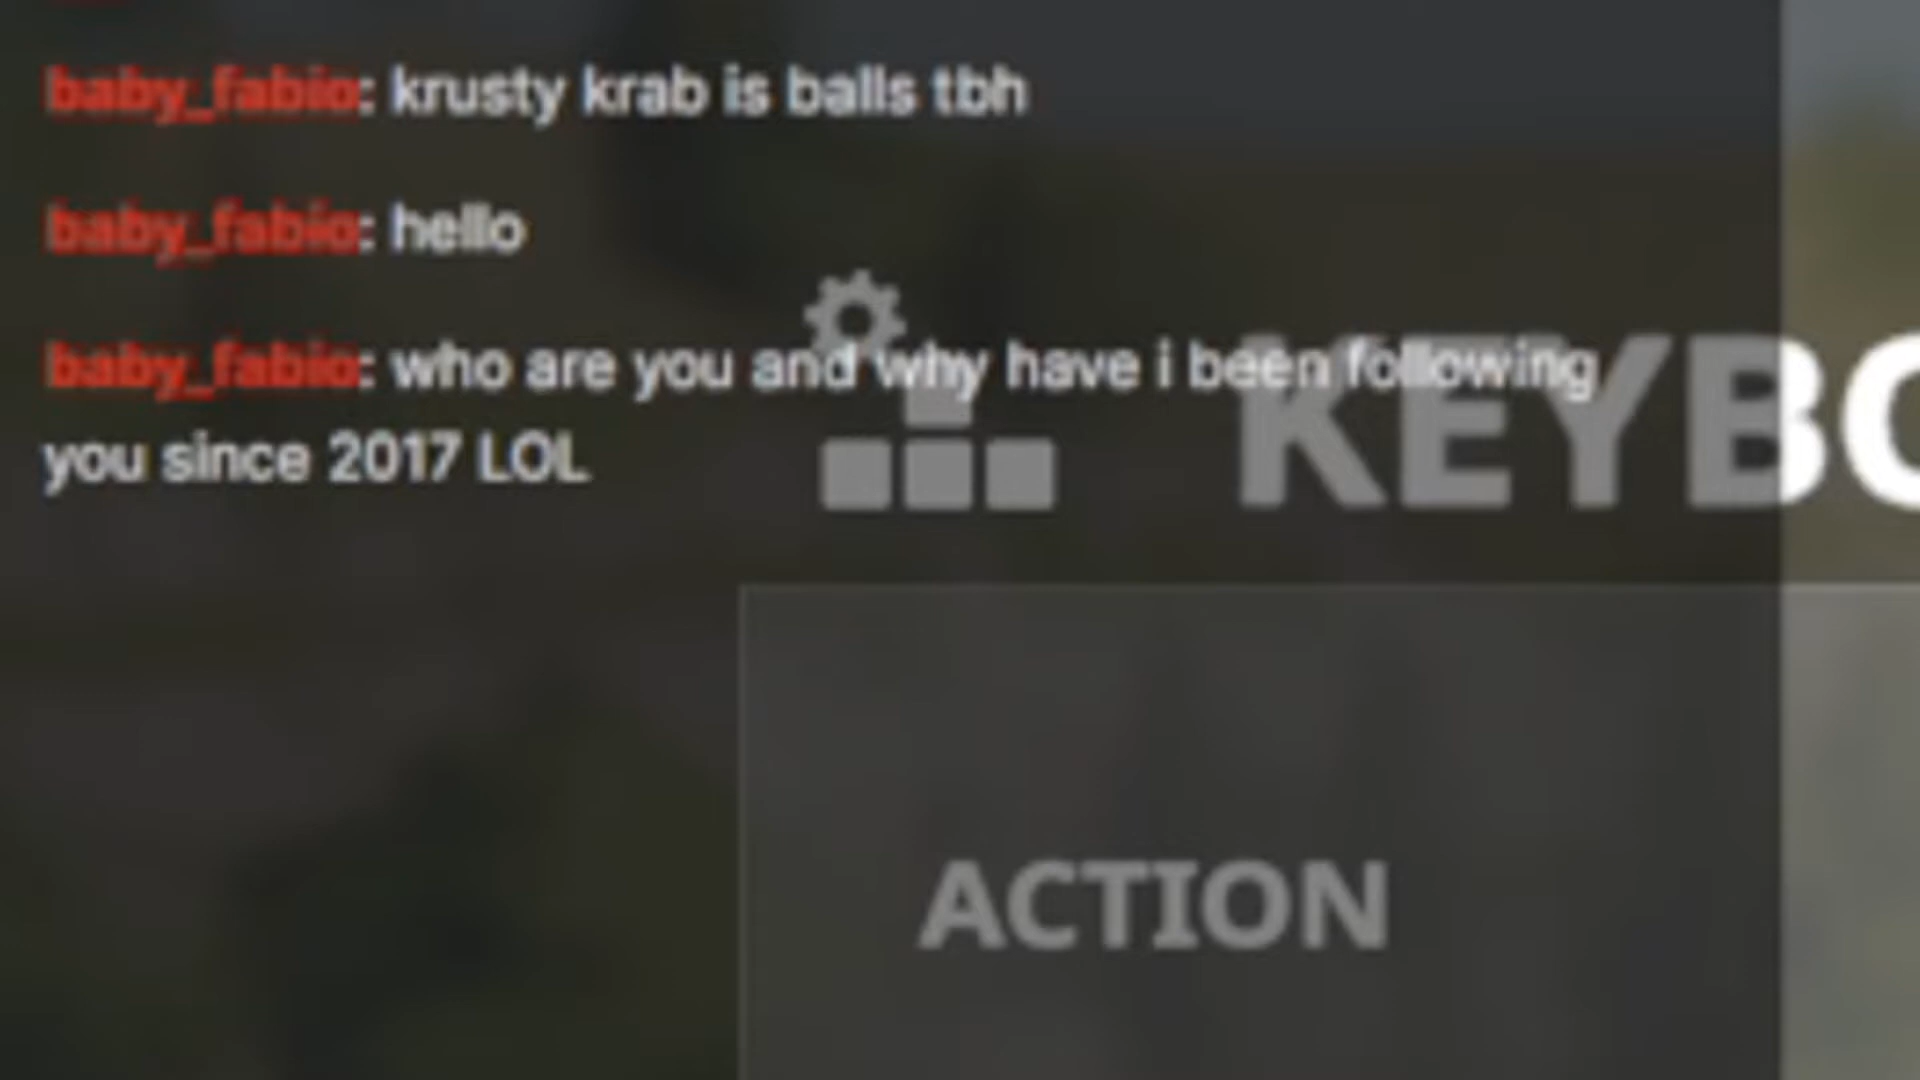 baby_fabio: krusty krab is balls tbh
baby_fabio: hello
baby_fabio: who are you and why have i been following
you since 2017 LOL
KEYBO
ACTION